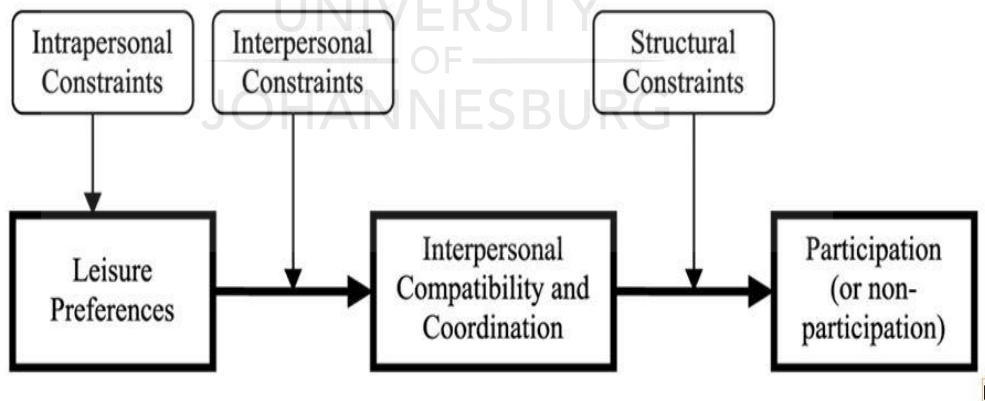 UNIVERSITY
OF
JOHANNESBURG
Intrapersonal
Constraints
Interpersonal
Constraints
Structural
Constraints
Leisure
Preferences
Interpersonal
Compatibility and
Coordination
Participation
(or non-
participation)